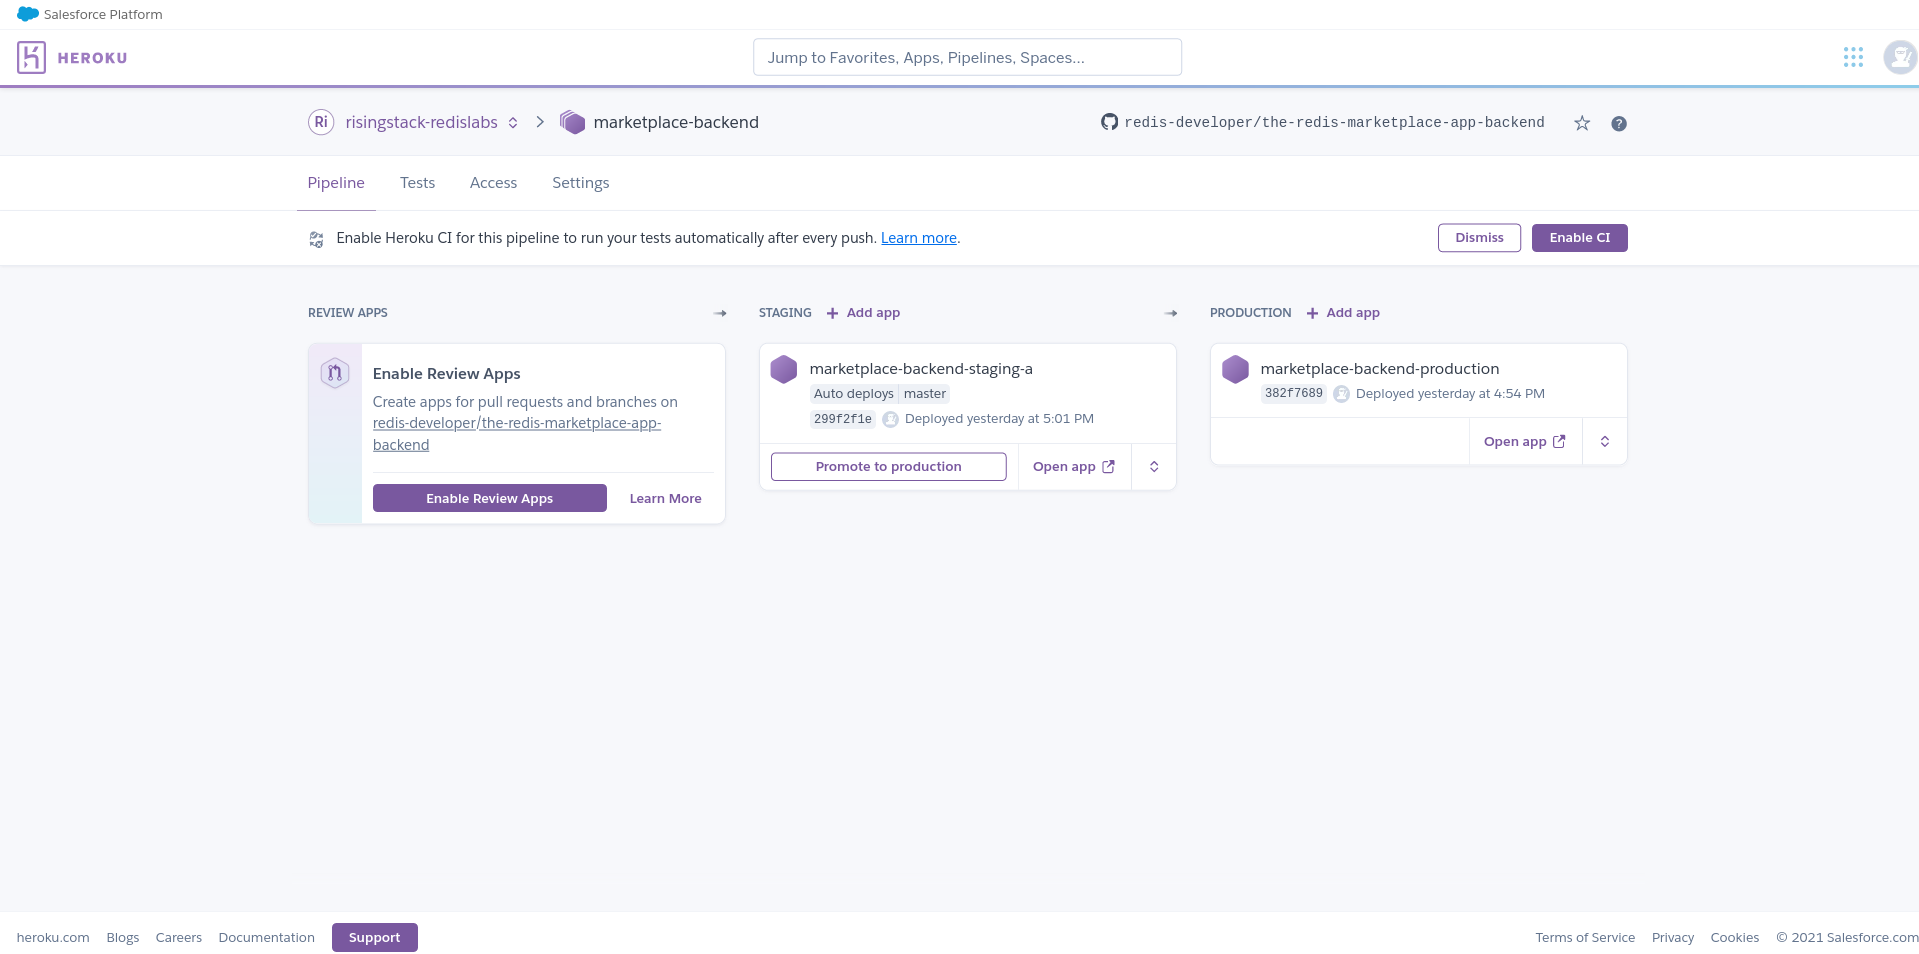 Salesforce Platform
HEROKU
Jump to Favorites, Apps, Pipelines, Spaces...
Ri risingstack-redislabs marketplace-backend redis-developer/the-redis-marketplace-app-backend ?
Pipeline Tests Access Settings
Enable Heroku CI for this pipeline to run your tests automatically after every push. Learn more. Dismiss Enable CI
REVIEW APPS
Enable Review Apps
Create apps for pull requests and branches on
redis-developer/the-redis-marketplace-app-
backend
Enable Review Apps Learn More
STAGING Add app
marketplace-backend-staging-a
Auto deploys master
299f2f1e Deployed yesterday at 5:01 PM
Promote to production Open app
PRODUCTION Add app
marketplace-backend-production
382f7689 Deployed yesterday at 4:54 PM
Open app
heroku.com Blogs Careers Documentation Support Terms of Service Privacy Cookies © 2021 Salesforce.com